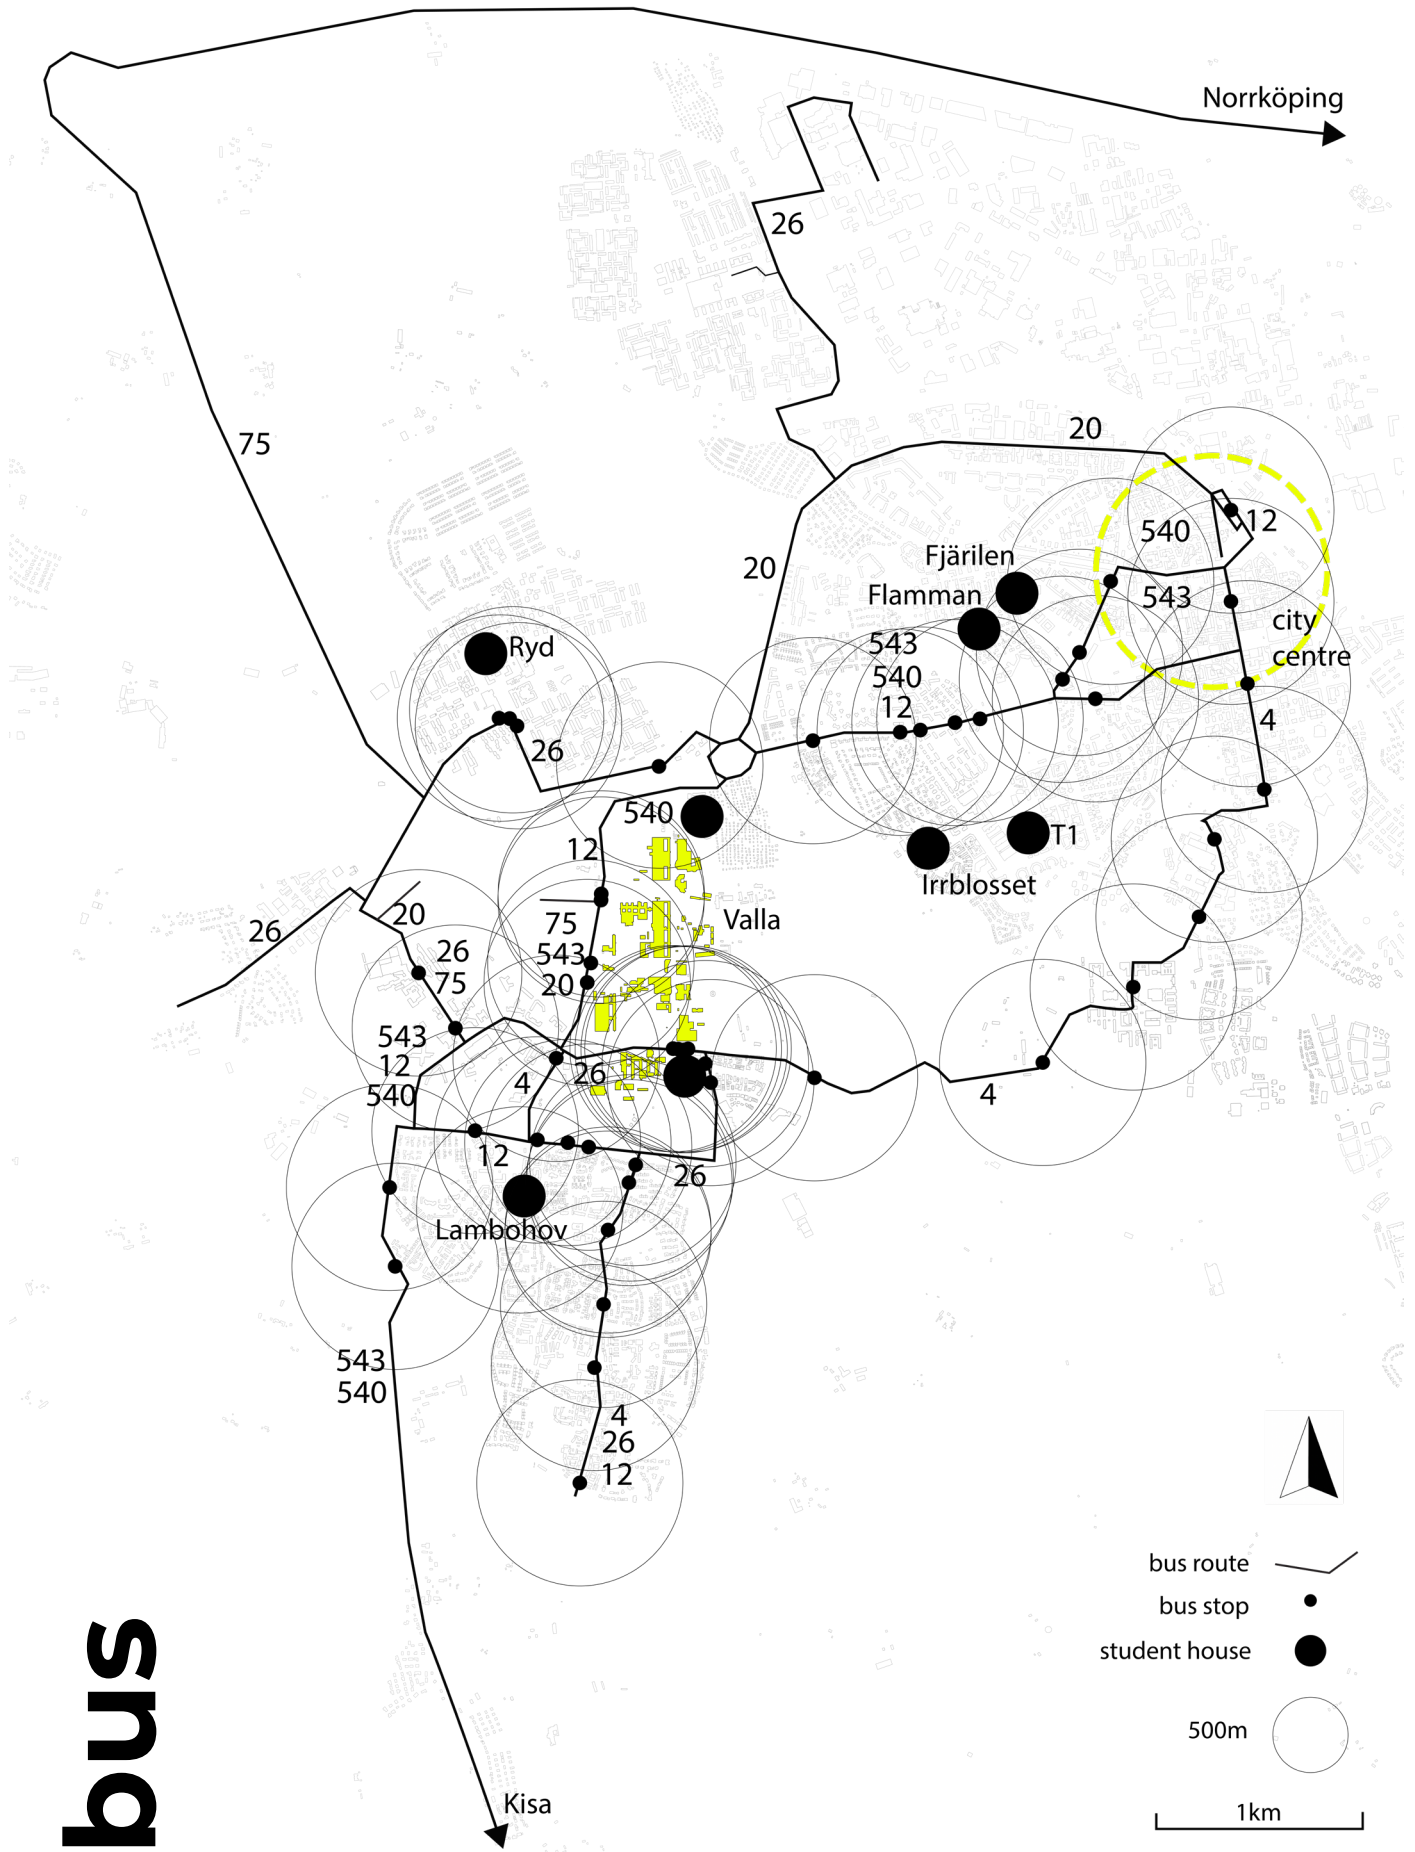 Norrköping
26
75
20
540
12
Fjärilen
20
Flamman
543
city
centre
Ryd
543
540
12
4
26
540
T1
12
Irrblosset
Valla
20
75
26
26
543
75
20
543
12
26
4
540
4
12
26
Lambohov
543
540
4
26
12
bus route
bus stop
student house
500m
Kisa
1km
bus